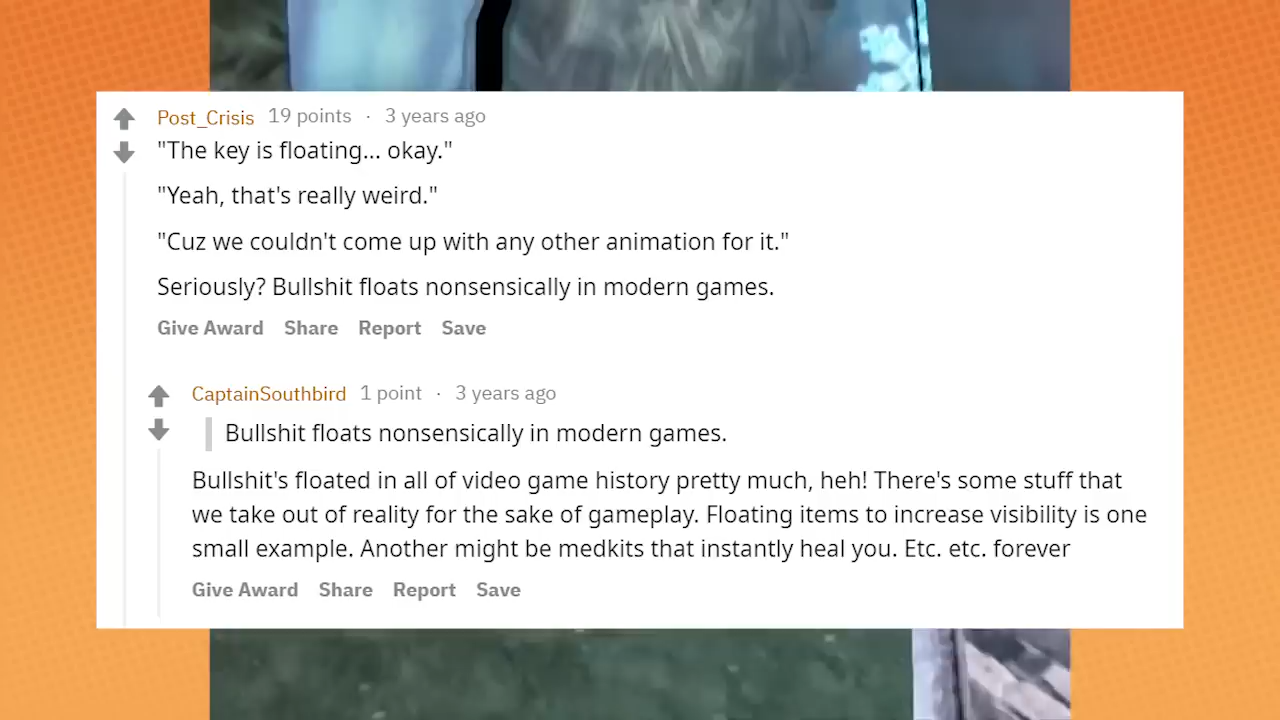 Post_Crisis 19 points · 3 years ago
"The key is floating... okay."
"Yeah, that's really weird."
"Cuz we couldn't come up with any other animation for it."
Seriously? Bullshit floats nonsensically in modern games.
Give Award Share Report Save
CaptainSouthbird 1 point · 3 years ago
Bullshit floats nonsensically in modern games.
Bullshit's floated in all of video game history pretty much, heh! There's some stuff that
we take out of reality for the sake of gameplay. Floating items to increase visibility is one
small example. Another might be medkits that instantly heal you. Etc. etc. forever
Give Award Share Report Save